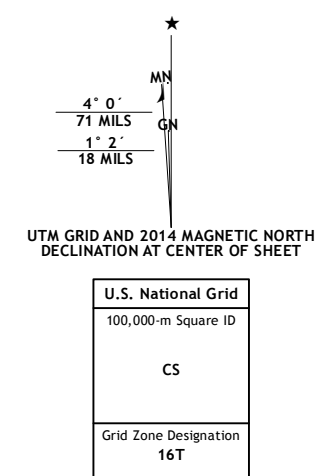 ★
MN
4° 0´
71 MILS
GN
1° 2´
18 MILS
UTM GRID AND 2014 MAGNETIC NORTH
DECLINATION AT CENTER OF SHEET
U.S. National Grid
100,000-m Square ID
CS
Grid Zone Designation
16T